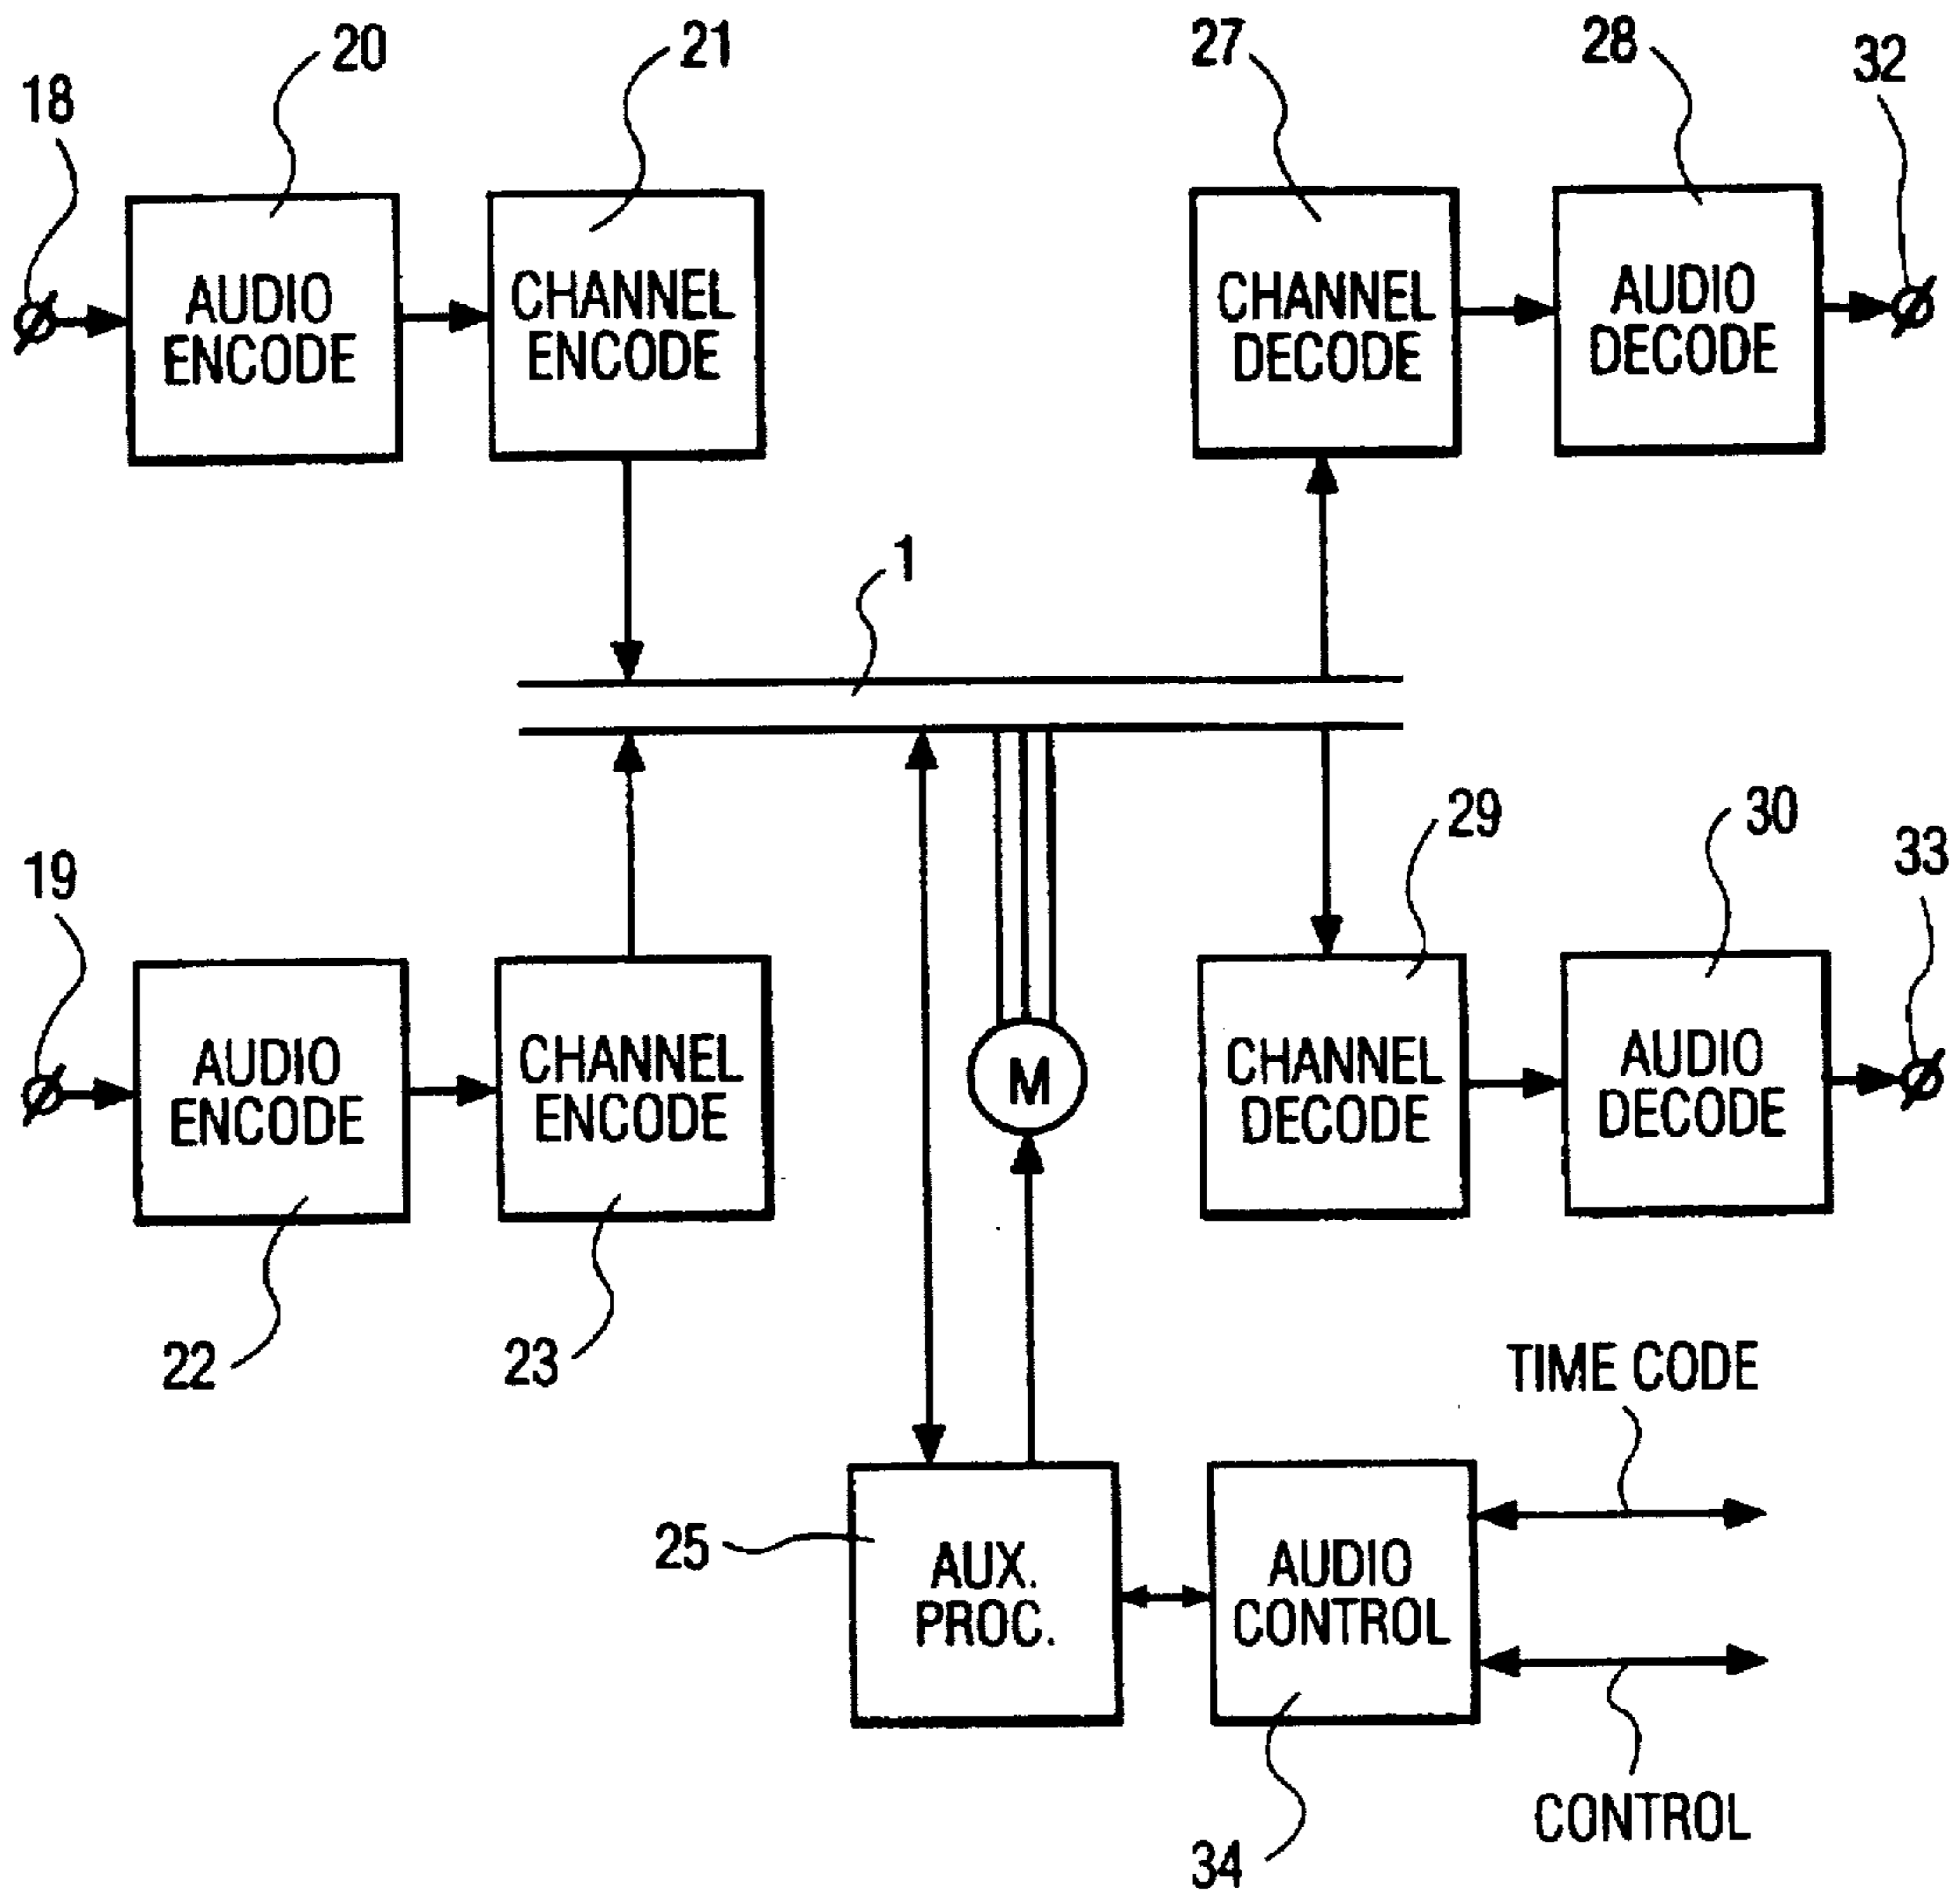 20
21
27
28
32
18
AUDIO
ENCODE
CHANNEL
ENCODE
CHANNEL
DECODE
AUDIO
DECODE
1
29
30
33
19
AUDIO
ENCODE
CHANNEL
ENCODE
M
CHANNEL
DECODE
AUDIO
DECODE
22
23
TIME CODE
25
AUX.
PROC.
AUDIO
CONTROL
CONTROL
34